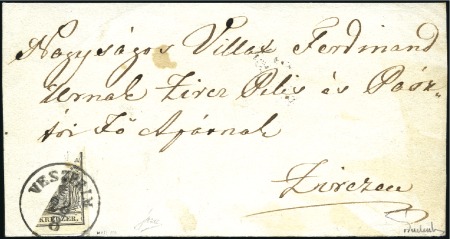 Nagyságos Villax Ferdinand
Urnak Zircz Pilis és Pász-
tói Fő Apátnak
Zirczen
VESZPRIM
KREUZER